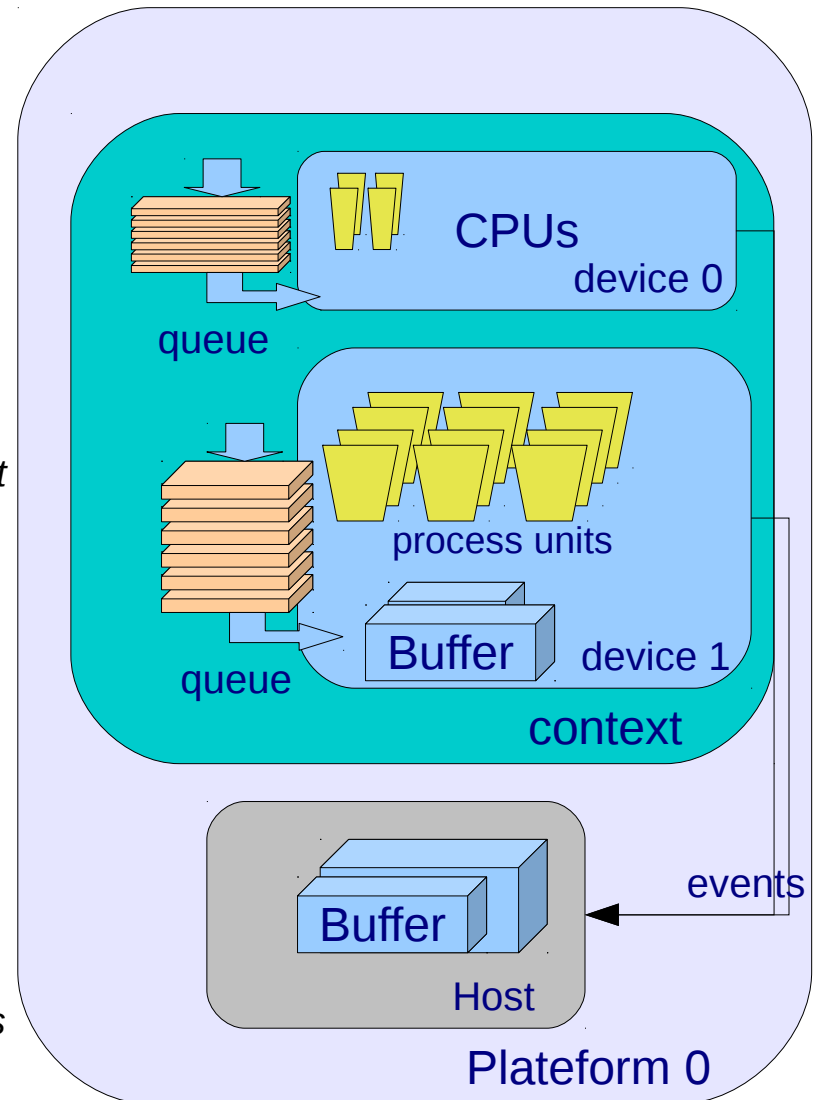 CPUs
device 0
queue
t
process units
Buffer
device 1
queue
context
events
Buffer
Host
s
Plateform 0